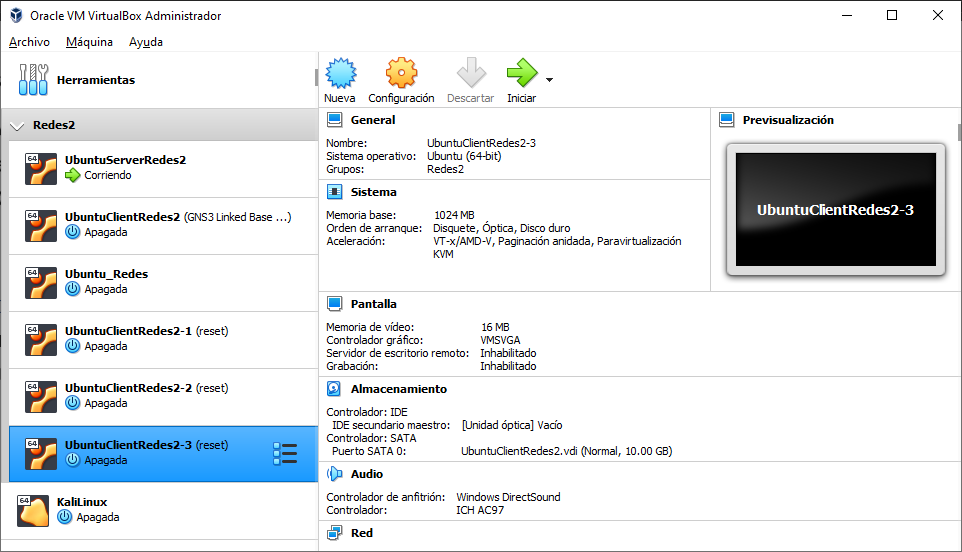 Oracle VM VirtualBox Administrador
Archivo Máquina Ayuda
Herramientas
Nueva Configuración Descartar Iniciar
Redes2
64 UbuntuServerRedes2
Corriendo
64 UbuntuClientRedes2 (GNS3 Linked Base ...)
Apagada
64 Ubuntu_Redes
Apagada
64 UbuntuClientRedes2-1 (reset)
Apagada
64 UbuntuClientRedes2-2 (reset)
Apagada
64 UbuntuClientRedes2-3 (reset)
Apagada
64 KaliLinux
Apagada
General
Nombre: UbuntuClientRedes2-3
Sistema operativo: Ubuntu (64-bit)
Grupos: Redes2
Sistema
Memoria base: 1024 MB
Orden de arranque: Disquete, Óptica, Disco duro
Aceleración: VT-x/AMD-V, Paginación anidada, Paravirtualización
KVM
Previsualización
UbuntuClientRedes2-3
Pantalla
Memoria de vídeo: 16 MB
Controlador gráfico: VMSVGA
Servidor de escritorio remoto: Inhabilitado
Grabación: Inhabilitado
Almacenamiento
Controlador: IDE
IDE secundario maestro: [Unidad óptica] Vacío
Controlador: SATA
Puerto SATA 0: UbuntuClientRedes2.vdi (Normal, 10.00 GB)
Audio
Controlador de anfitrión: Windows DirectSound
Controlador: ICH AC97
Red